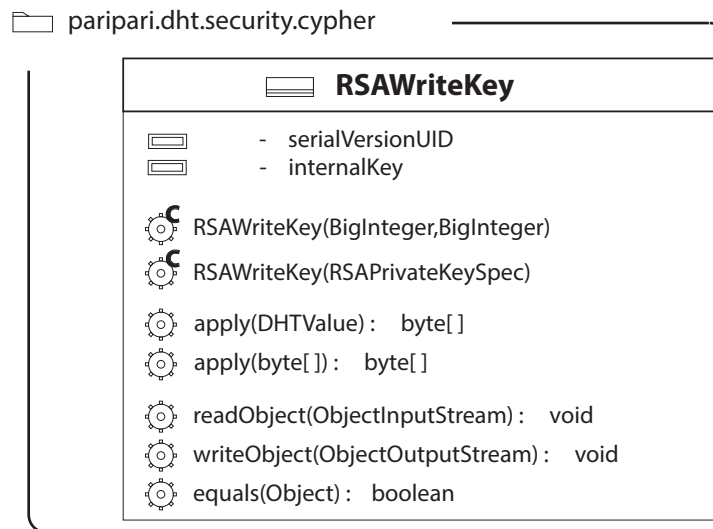 paripari.dht.security.cypher
RSAWriteKey
- serialVersionUID
- internalKey
C RSAWriteKey(BigInteger,BigInteger)
C RSAWriteKey(RSAPrivateKeySpec)
apply(DHTValue) : byte[ ]
apply(byte[ ]) : byte[ ]
readObject(ObjectInputStream) : void
writeObject(ObjectOutputStream) : void
equals(Object) : boolean